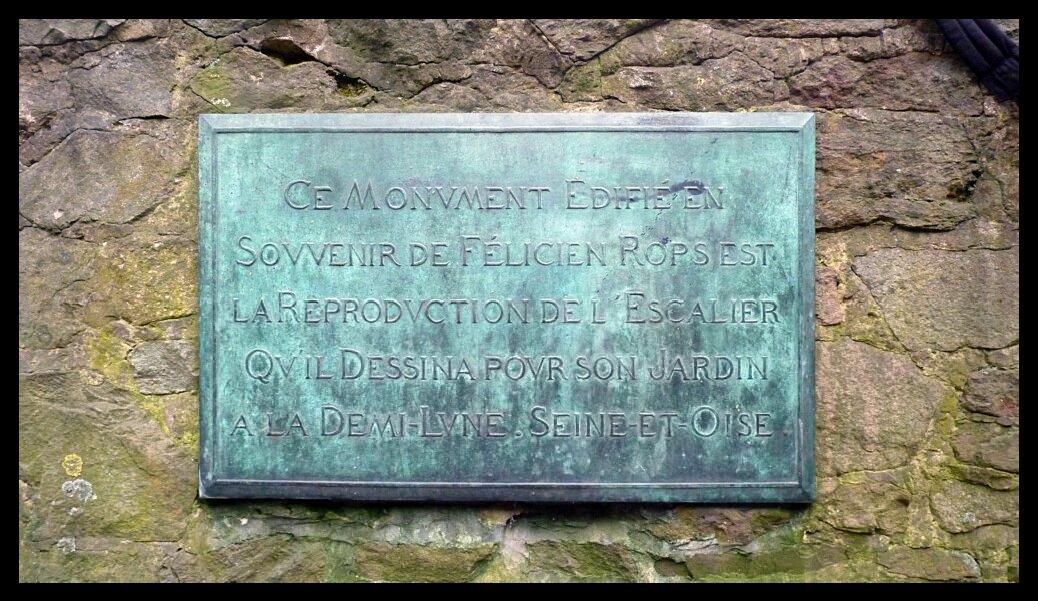 CE MONVMENT EDIFIÉ EN
SOVVENIR DE FÉLICIEN ROPS EST
LA REPRODVCTION DE L'ESCALIER
QV'IL DESSINA POVR SON JARDIN
A LA DEMI-LVNE. SEINE-ET-OISE.